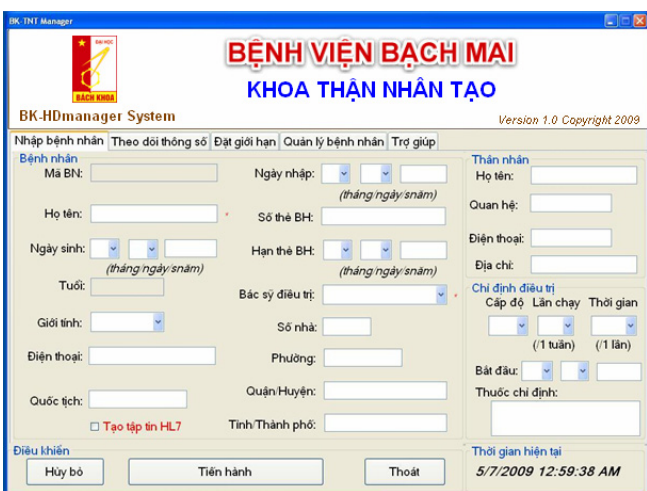 BK-TNT Manager
ĐẠI HỌC
BÁCH KHOA
BỆNH VIỆN BẠCH MAI
KHOA THẬN NHÂN TẠO
BK-HDmanager System
Version 1.0 Copyright 2009
Nhập bệnh nhân Theo dõi thông số Đặt giới hạn Quản lý bệnh nhân Trợ giúp
Bệnh nhân
Mã BN:
Họ tên:
*
Ngày sinh:
(tháng/ngày/snăm)
Tuổi:
Giới tính:
Điện thoại:
Quốc tịch:
Tạo tập tin HL7
Ngày nhập:
(tháng/ngày/snăm)
Số thẻ BH:
Hạn thẻ BH:
(tháng/ngày/snăm)
Bác sỹ điều trị:
*
Số nhà:
Phường:
Quận/Huyện:
Tỉnh/Thành phố:
Thân nhân
Họ tên:
Quan hệ:
Điện thoại:
Địa chỉ:
Chỉ định điều trị
Cấp độ Lần chạy Thời gian
(/1 tuần) (/1 lần)
Bắt đầu:
Thuốc chỉ định:
Điều khiển
Hủy bỏ Tiến hành Thoát
Thời gian hiện tại
5/7/2009 12:59:38 AM